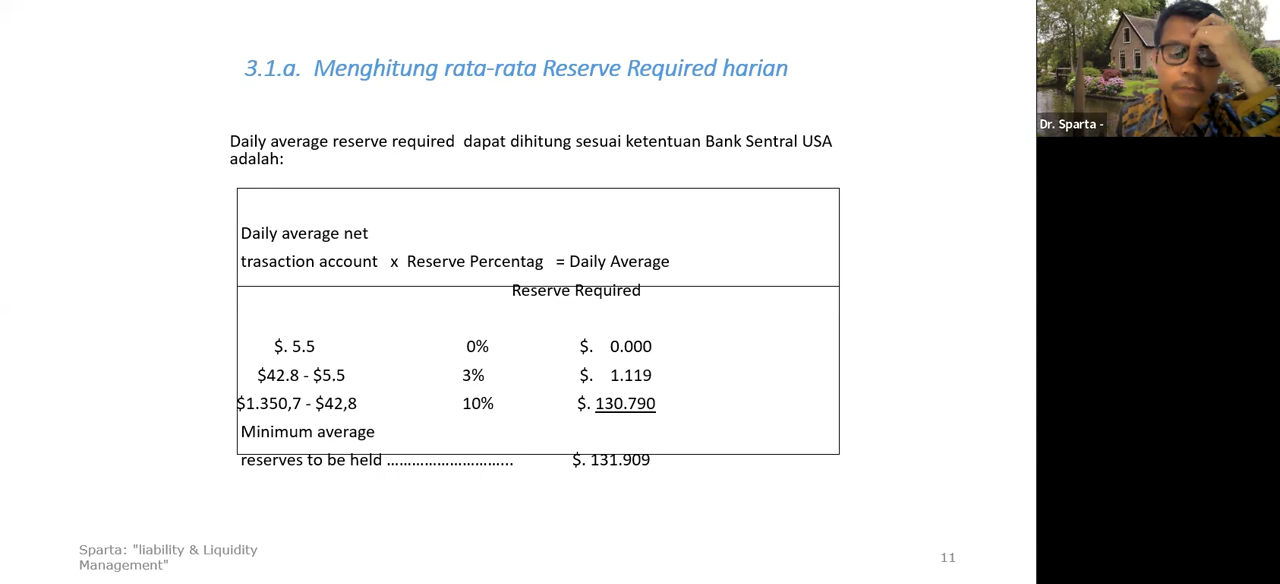 3.1.a. Menghitung rata-rata Reserve Required harian
Dr. Sparta -
Daily average reserve required dapat dihitung sesuai ketentuan Bank Sentral USA
adalah:
Daily average net
trasaction account x Reserve Percentag = Daily Average
Reserve Required
$. 5.5 0% $. 0.000
$42.8 - $5.5 3% $. 1.119
$1.350,7 - $42,8 10% $. 130.790
Minimum average
reserves to be held ............................ $. 131.909
Sparta: "liability & Liquidity
Management"
11